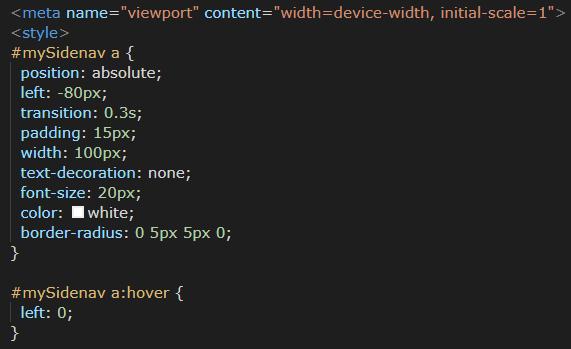 <meta name="viewport" content="width=device-width, initial-scale=1">
<style>
#mySidenav a {
  position: absolute;
  left: -80px;
  transition: 0.3s;
  padding: 15px;
  width: 100px;
  text-decoration: none;
  font-size: 20px;
  color: white;
  border-radius: 0 5px 5px 0;
}

#mySidenav a:hover {
  left: 0;
}